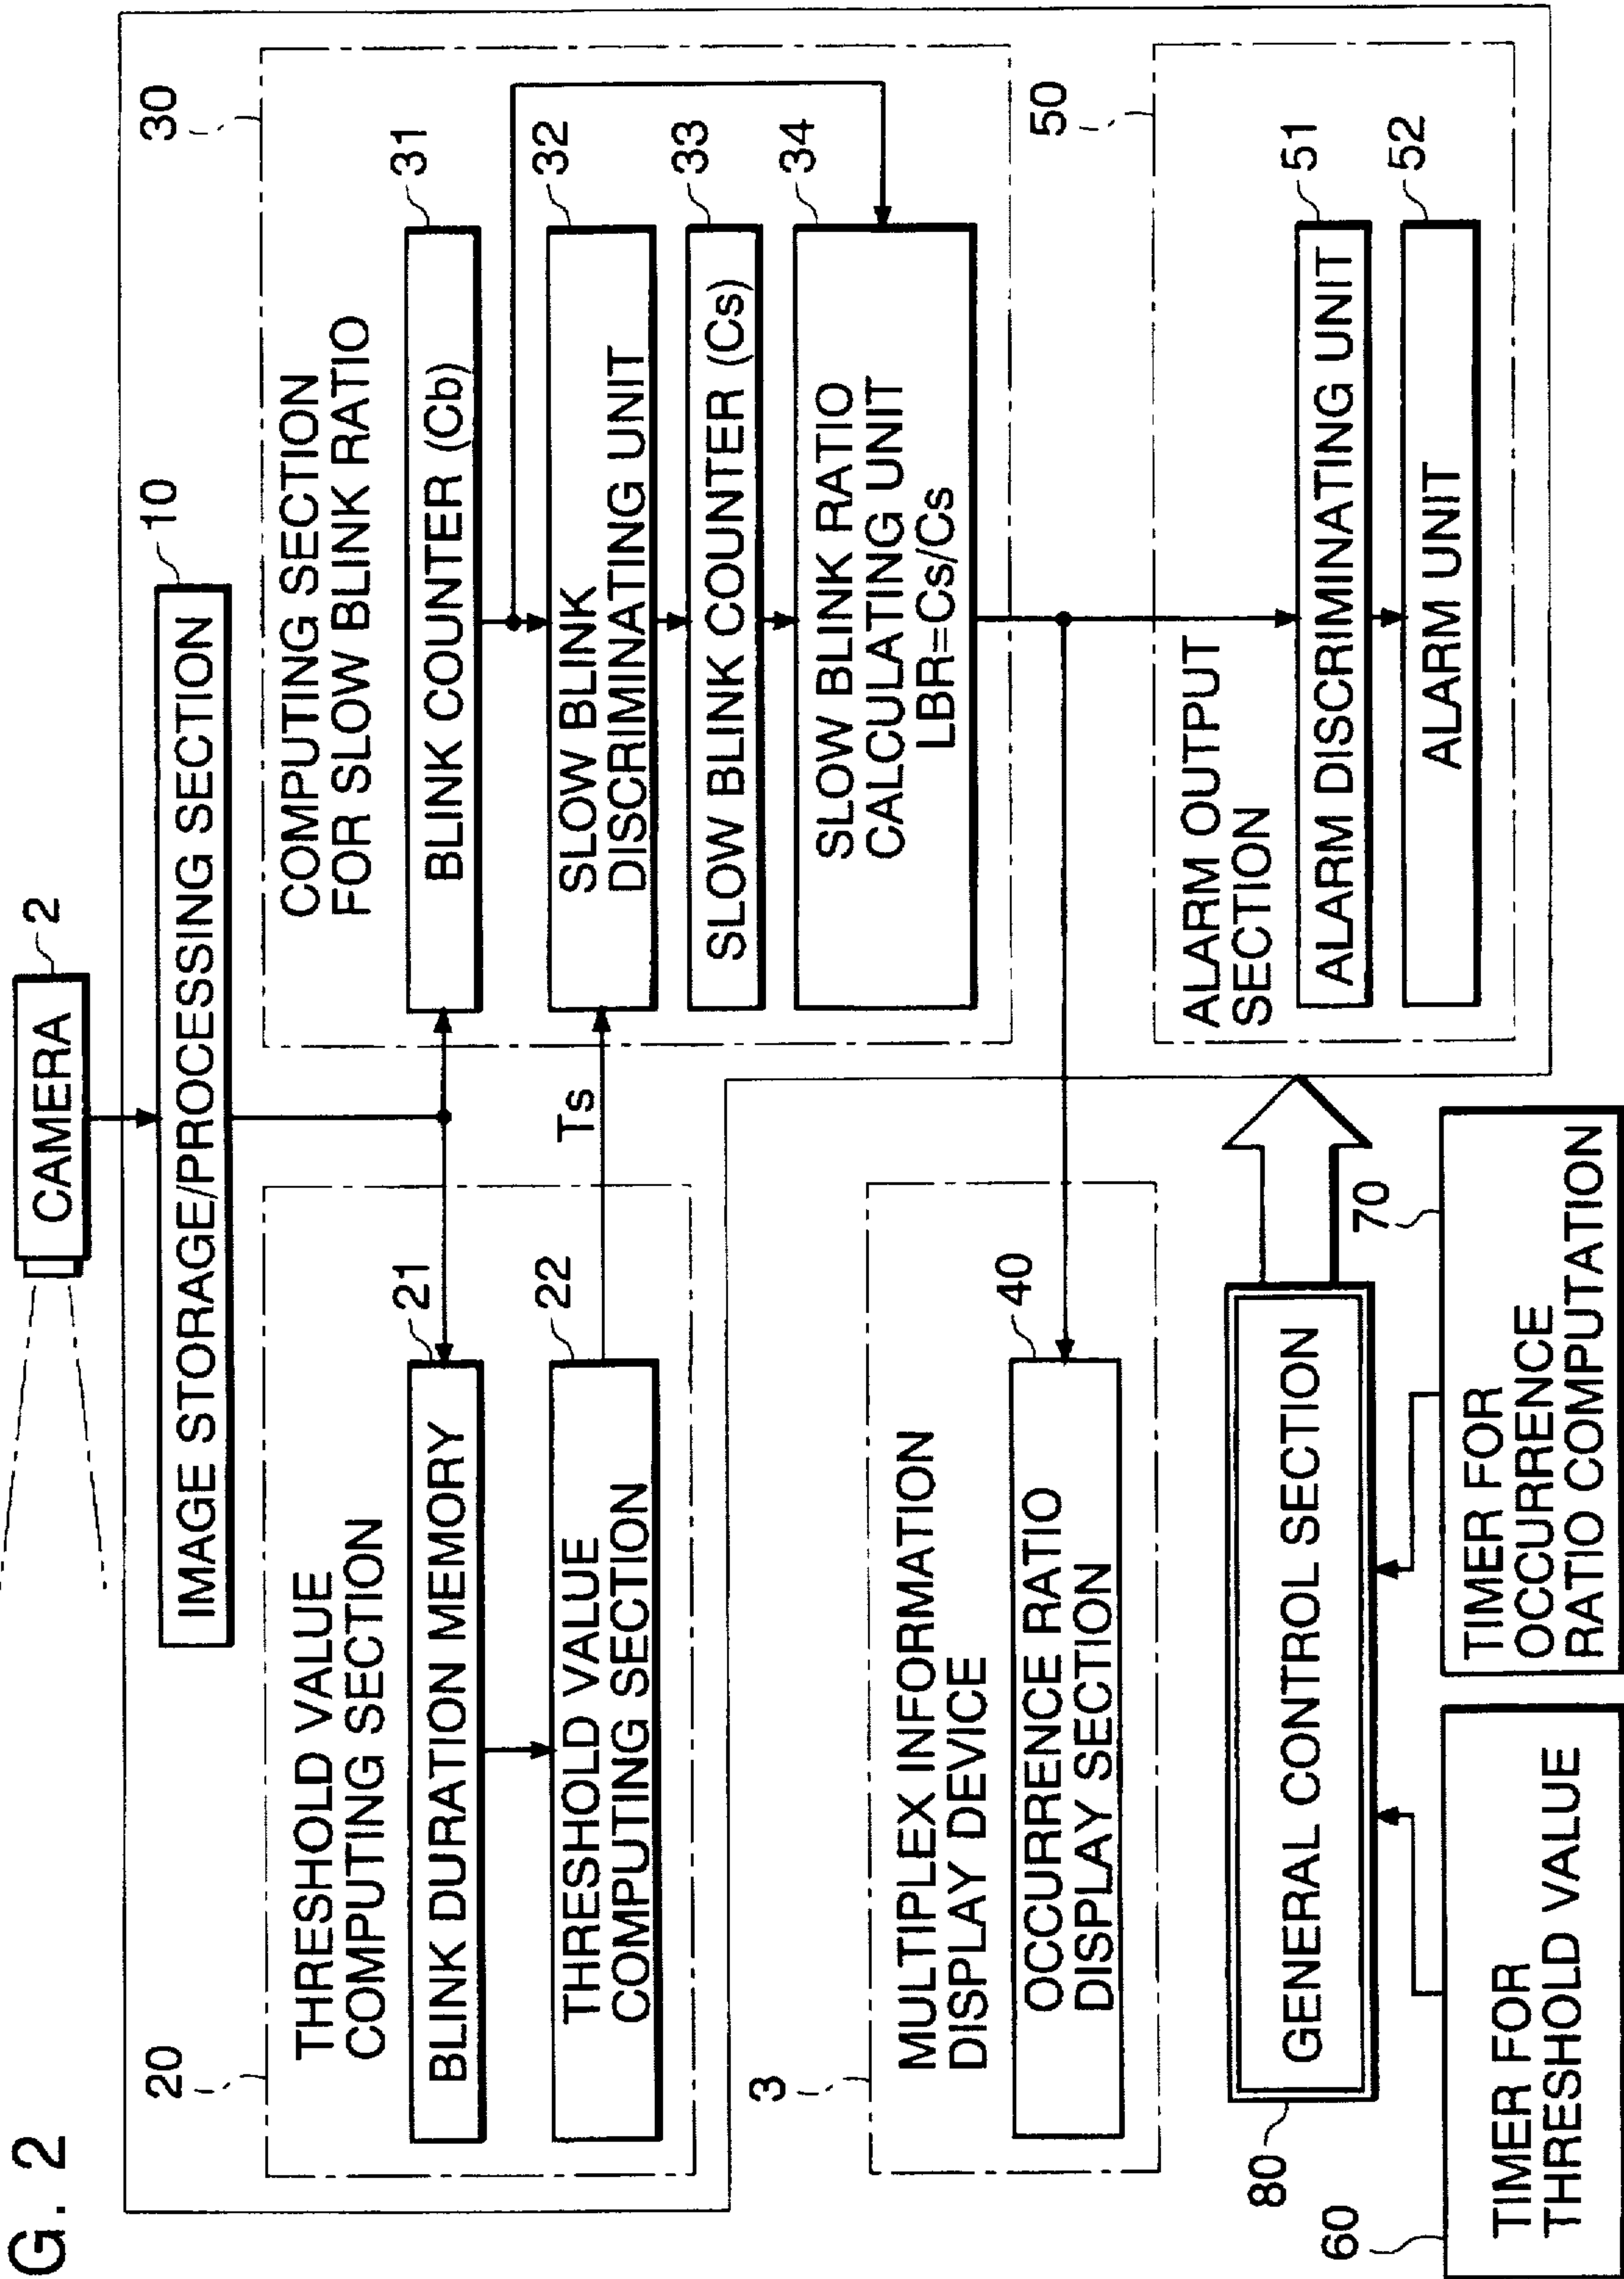 G. 2
CAMERA
2
IMAGE STORAGE/PROCESSING SECTION
10
20
THRESHOLD VALUE
COMPUTING SECTION
BLINK DURATION MEMORY
21
THRESHOLD VALUE
COMPUTING SECTION
22
Ts
30
COMPUTING SECTION
FOR SLOW BLINK RATIO
BLINK COUNTER (Cb)
31
SLOW BLINK
DISCRIMINATING UNIT
32
SLOW BLINK COUNTER (Cs)
33
SLOW BLINK RATIO
CALCULATING UNIT
LBR=Cs/Cs
34
3
MULTIPLEX INFORMATION
DISPLAY DEVICE
OCCURRENCE RATIO
DISPLAY SECTION
40
50
ALARM OUTPUT
SECTION
ALARM DISCRIMINATING UNIT
51
ALARM UNIT
52
GENERAL CONTROL SECTION
80
60
TIMER FOR
THRESHOLD VALUE
70
TIMER FOR
OCCURRENCE
RATIO COMPUTATION